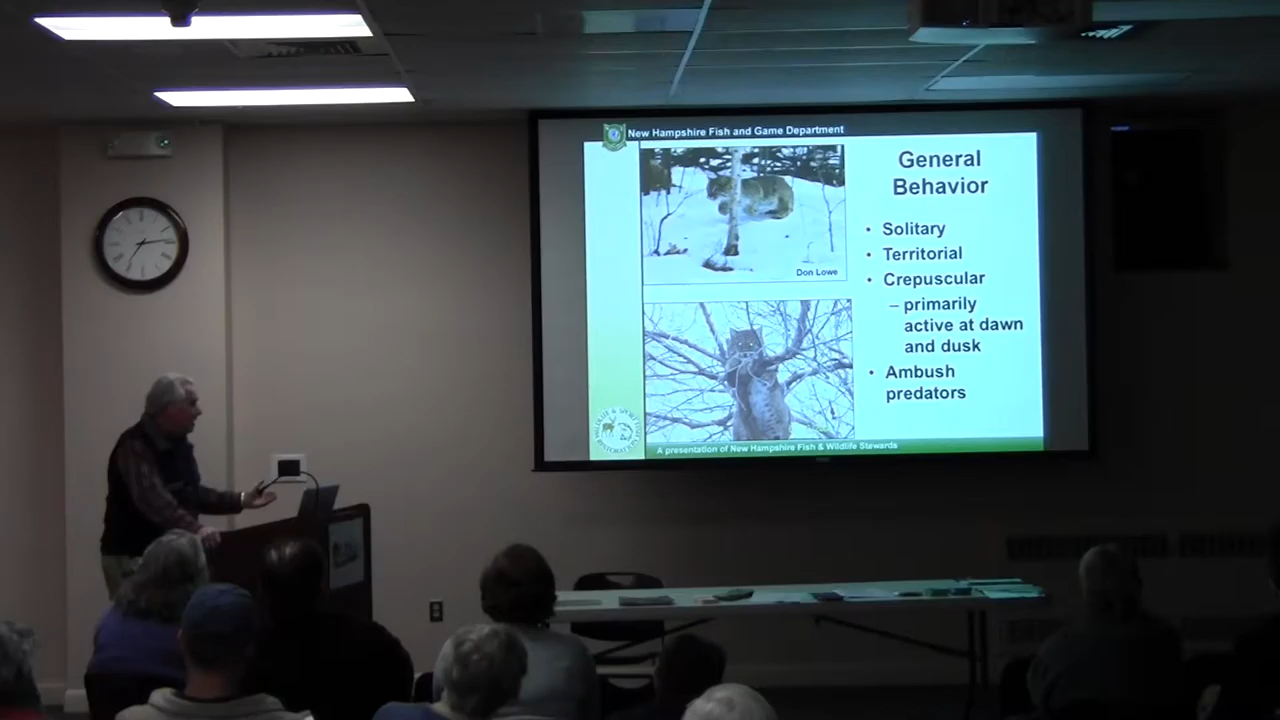 New Hampshire Fish and Game Department
General
Behavior
• Solitary
• Territorial
• Crepuscular
– primarily
active at dawn
and dusk
• Ambush
predators
Don Lowe
A presentation of New Hampshire Fish & Wildlife Stewards